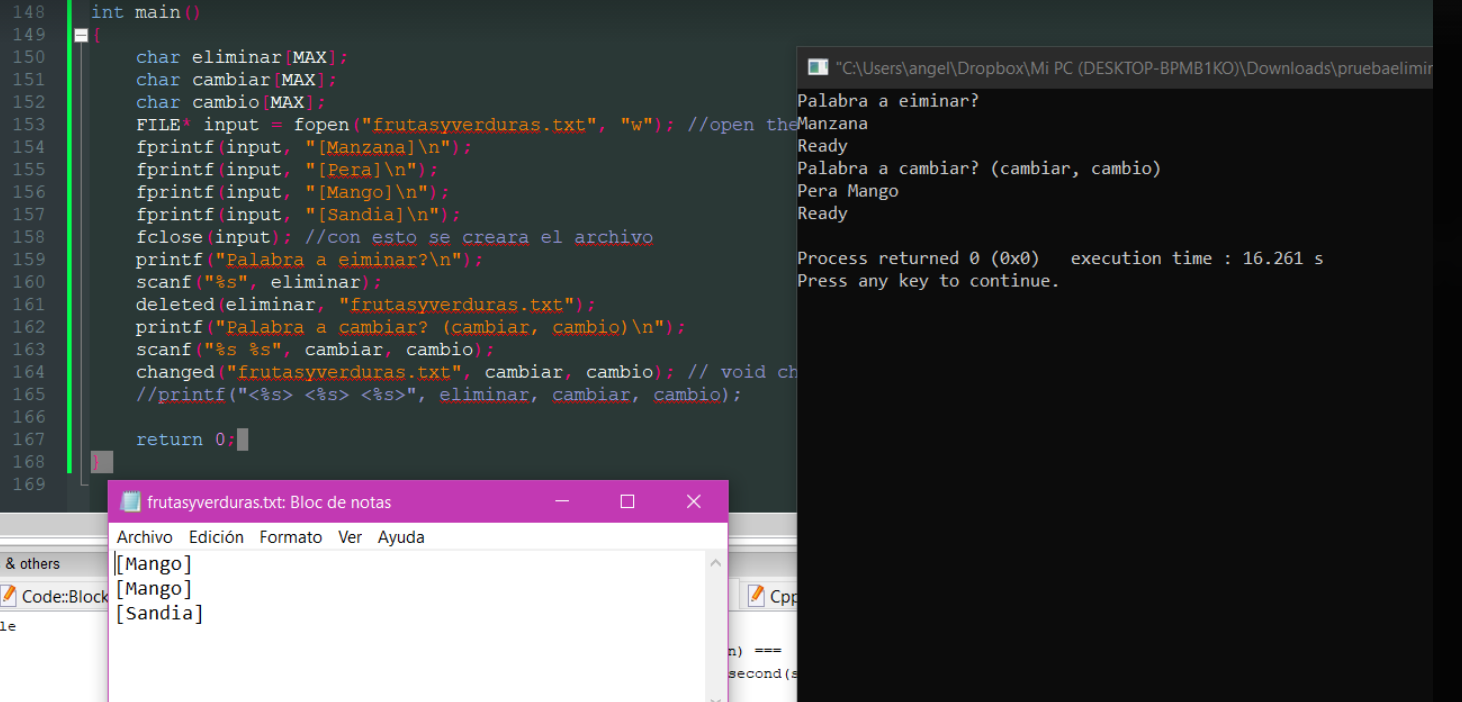 148 int main()
149 {
150 char eliminar[MAX];
151 char cambiar[MAX];
152 char cambio[MAX];
153 FILE* input = fopen("frutasyverduras.txt", "w"); //open the
154 fprintf(input, "[Manzana]\n");
155 fprintf(input, "[Pera]\n");
156 fprintf(input, "[Mango]\n");
157 fprintf(input, "[Sandia]\n");
158 fclose(input); //con esto se creara el archivo
159 printf("Palabra a eiminar?\n");
160 scanf("%s", eliminar);
161 deleted(eliminar, "frutasyverduras.txt");
162 printf("Palabra a cambiar? (cambiar, cambio)\n");
163 scanf("%s %s", cambiar, cambio);
164 changed("frutasyverduras.txt", cambiar, cambio); // void ch
165 //printf("<%s> <%s> <%s>", eliminar, cambiar, cambio);
166
167 return 0;
168 }
169
"C:\Users\angel\Dropbox\Mi PC (DESKTOP-BPMB1KO)\Downloads\pruebaelimin
Palabra a eiminar?
Manzana
Ready
Palabra a cambiar? (cambiar, cambio)
Pera Mango
Ready
Process returned 0 (0x0) execution time : 16.261 s
Press any key to continue.
frutasyverduras.txt: Bloc de notas
Archivo Edición Formato Ver Ayuda
[Mango]
[Mango]
[Sandia]
& others
Code::Block
le
Cpp
n) ===
second(s